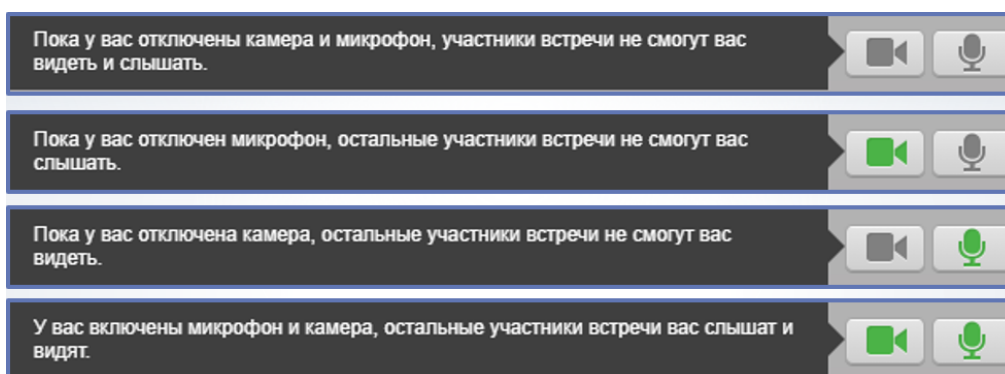 Пока у вас отключены камера и микрофон, участники встречи не смогут вас
видеть и слышать.
Пока у вас отключен микрофон, остальные участники встречи не смогут вас
слышать.
Пока у вас отключена камера, остальные участники встречи не смогут вас
видеть.
У вас включены микрофон и камера, остальные участники встречи вас слышат и
видят.